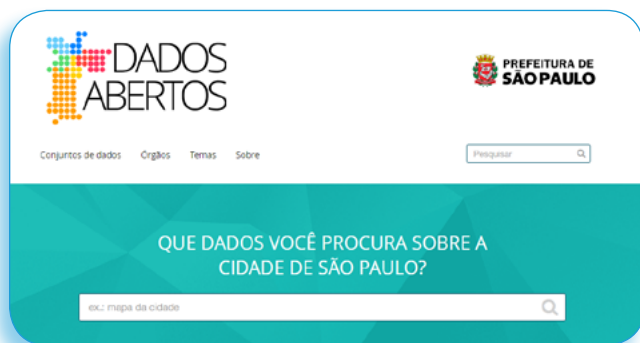 DADOS
ABERTOS
PREFEITURA DE
SÃO PAULO
Conjuntos de dados Órgãos Temas Sobre
Pesquisar
QUE DADOS VOCÊ PROCURA SOBRE A
CIDADE DE SÃO PAULO?
ex.: mapa da cidade